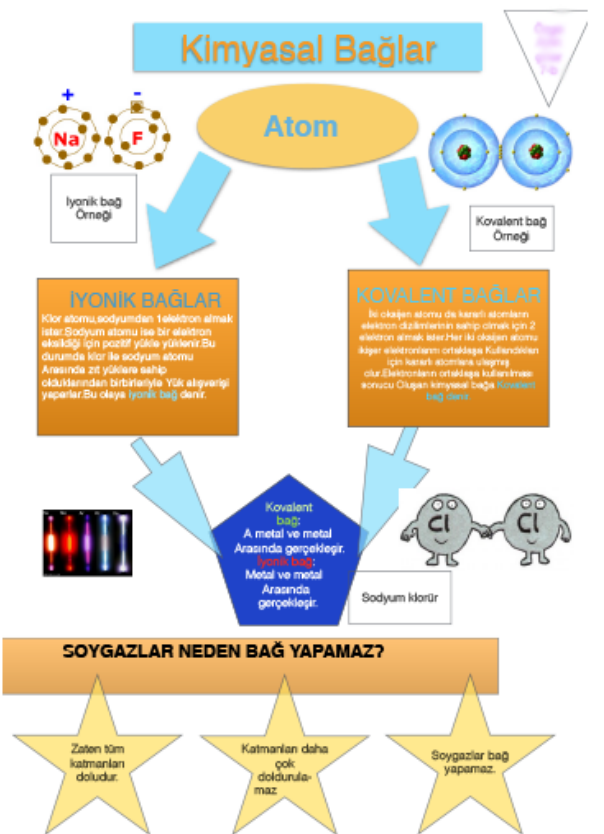 Kimyasal Bağlar
Atom
+
-
Na
F
Iyonik bağ
Örneği
Kovalent bağ
Örneği
İYONİK BAĞLAR
Klor atomu,sodyumdan 1elektron almak
ister.Sodyum atomu ise bir elektron
eksildiği için pozitif yükle yüklenir.Bu
durumda klor ile sodyum atomu
Arasında zıt yüklere sahip
olduklarından birbirleriyle Yük alışverişi
yaparlar.Bu olaya iyonik bağ denir.
KOVALENT BAĞLAR
İki oksijen atomu da kararlı atomların
elektron dizilimlerinin sahip olmak için 2
elektron almak ister.Her iki oksijen atomu
ikişer elektronlarını ortaklaşa Kullandıkları
için kararlı atomlara ulaşmış
olur.Elektronların ortaklaşa kullanılması
sonucu Oluşan kimyasal bağa Kovalent
bağ denir.
Kovalent
bağ:
A metal ve metal
Arasında gerçekleşir.
İyonik bağ:
Metal ve metal
Arasında
gerçekleşir.
Cl
Cl
Sodyum klorür
SOYGAZLAR NEDEN BAĞ YAPAMAZ?
Zaten tüm
katmanları
doludur.
Katmanları daha
çok
doldurula-
maz
Soygazlar bağ
yapamaz.